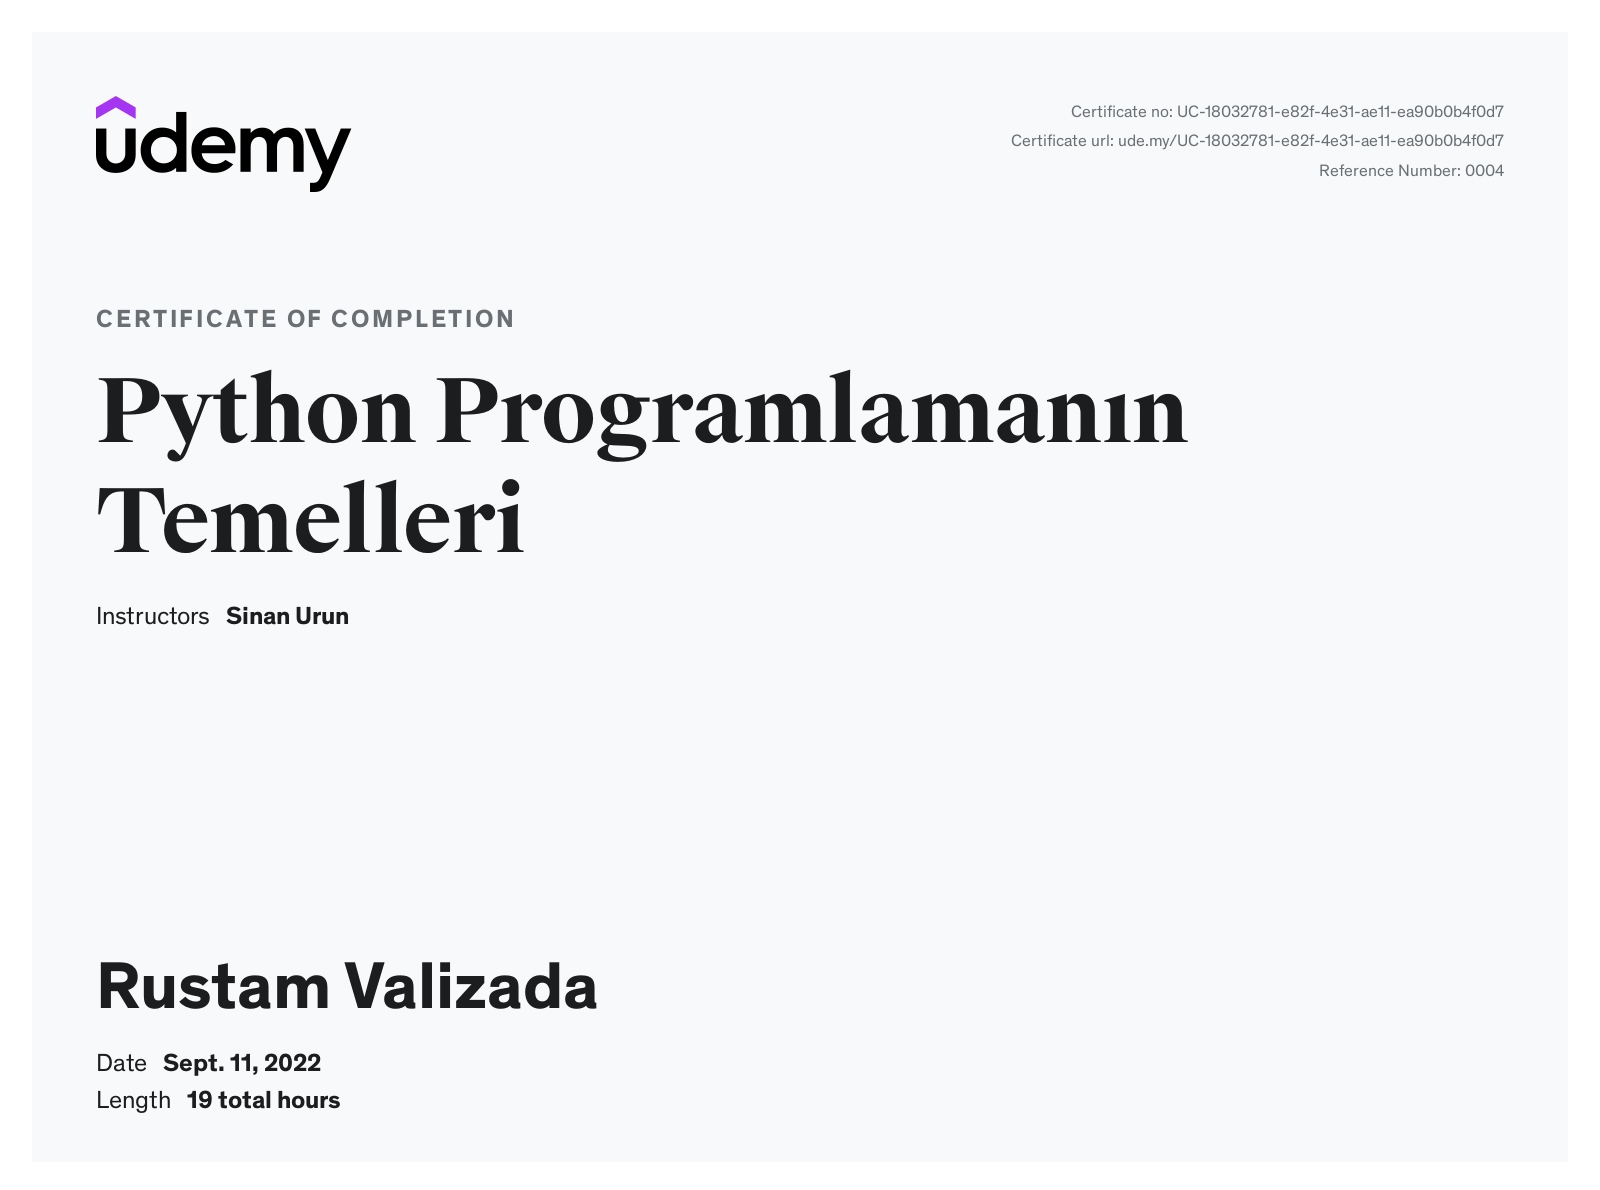 udemy
Certificate no: UC-18032781-e82f-4e31-ae11-ea90b0b4f0d7
Certificate url: ude.my/UC-18032781-e82f-4e31-ae11-ea90b0b4f0d7
Reference Number: 0004
CERTIFICATE OF COMPLETION
Python Programlamanın
Temelleri
Instructors Sinan Urun
Rustam Valizada
Date Sept. 11, 2022
Length 19 total hours